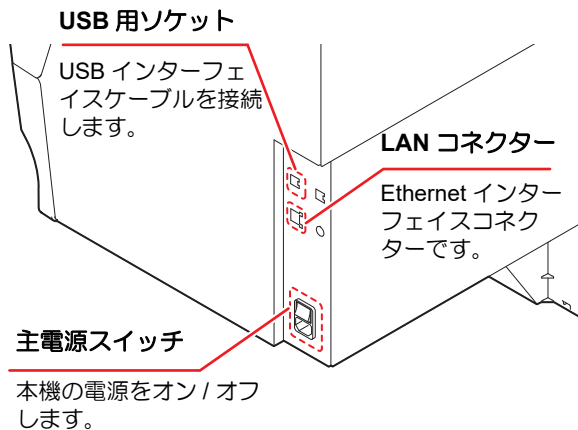 USB 用ソケット
USB インターフェ
イスケーブルを接続
します。
LAN コネクター
Ethernet インター
フェイスコネク
ターです。
主電源スイッチ
本機の電源をオン / オフ
します。